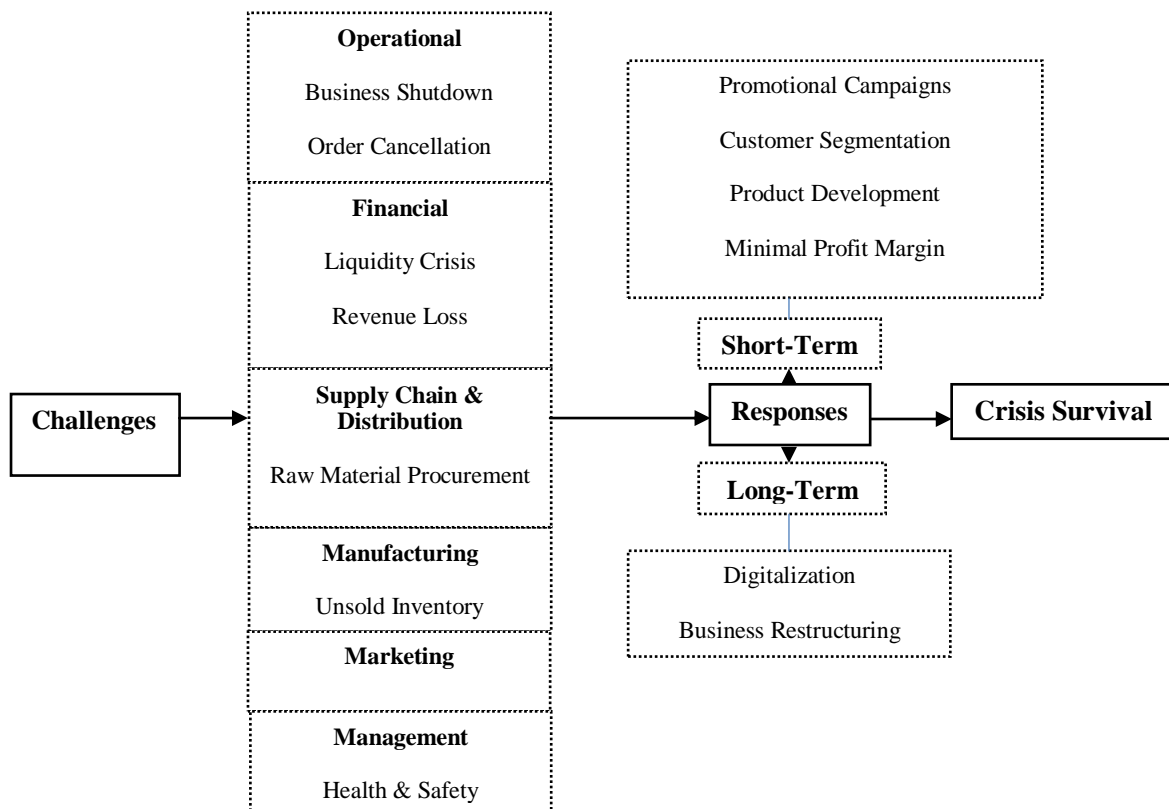 Challenges
Operational
Business Shutdown
Order Cancellation
Financial
Liquidity Crisis
Revenue Loss
Supply Chain &
Distribution
Raw Material Procurement
Manufacturing
Unsold Inventory
Marketing
Management
Health & Safety
Promotional Campaigns
Customer Segmentation
Product Development
Minimal Profit Margin
Short-Term
Responses
Long-Term
Digitalization
Business Restructuring
Crisis Survival